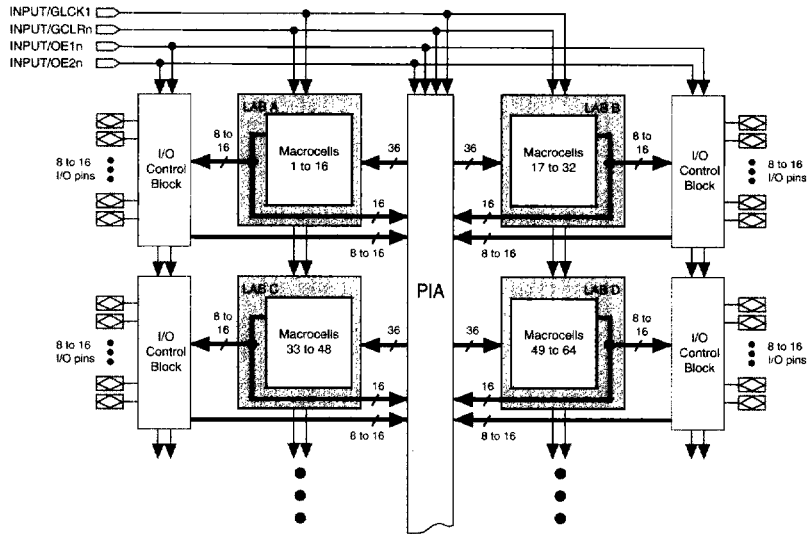 INPUT/GLCK1
INPUT/GCLRn
INPUT/OE1n
INPUT/OE2n
LAB A
LAB B
8 to
16
I/O
Control
Block
8 to 16
I/O pins
Macrocells
1 to 16
36
36
Macrocells
17 to 32
8 to
16
I/O
Control
Block
8 to 16
I/O pins
16
16
8 to 16
8 to 16
PIA
LAB C
LAB D
8 to
16
I/O
Control
Block
8 to 16
I/O pins
Macrocells
33 to 48
36
36
Macrocells
49 to 64
8 to
16
I/O
Control
Block
8 to 16
I/O pins
16
16
8 to 16
8 to 16